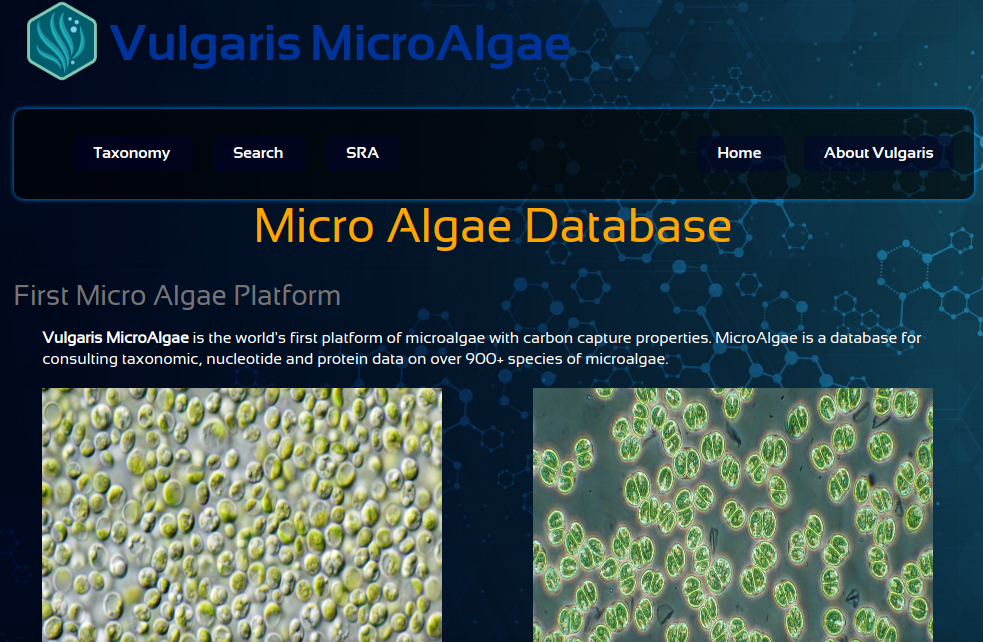 Vulgaris MicroAlgae
Taxonomy Search SRA Home About Vulgaris
Micro Algae Database
First Micro Algae Platform
Vulgaris MicroAlgae is the world's first platform of microalgae with carbon capture properties. MicroAlgae is a database for
consulting taxonomic, nucleotide and protein data on over 900+ species of microalgae.